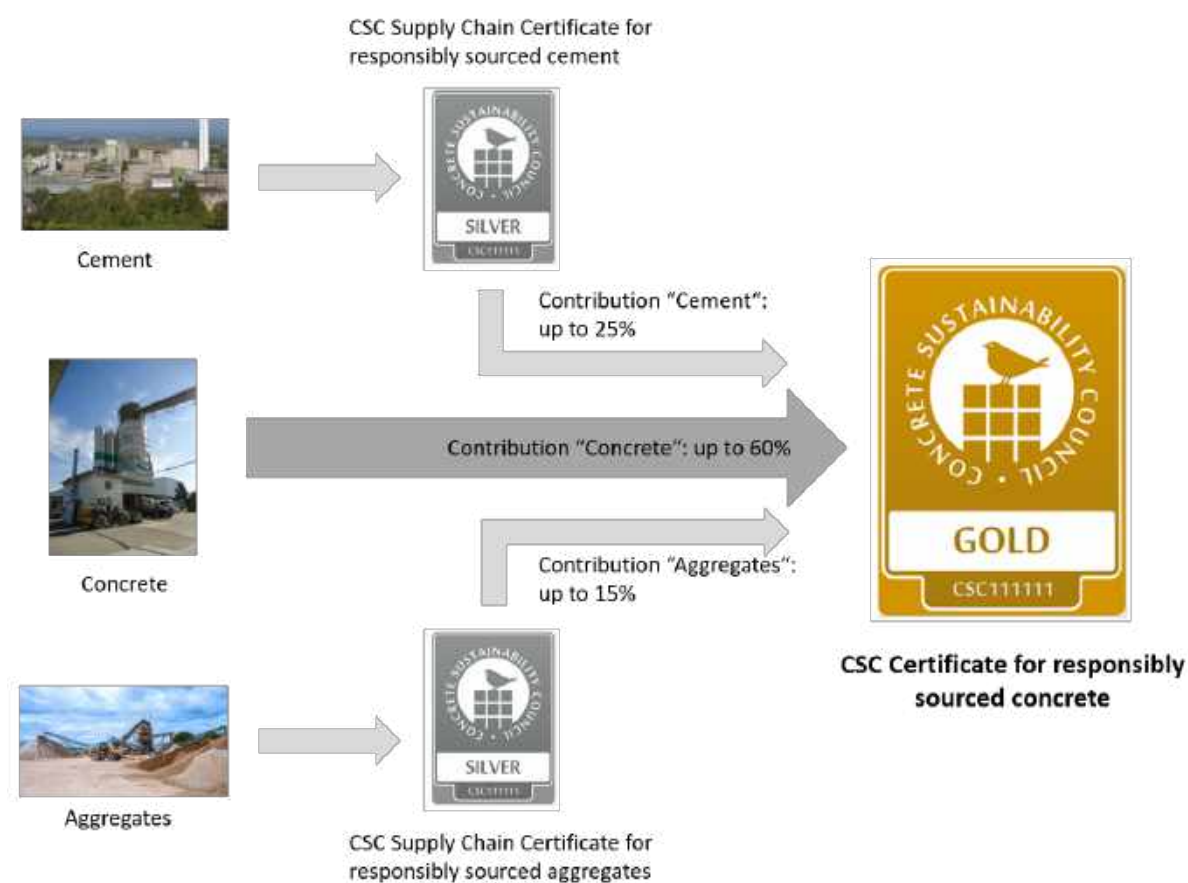 CSC Supply Chain Certificate for
responsibly sourced cement
CONCRETE SUSTAINABILITY COUNCIL
SILVER
CSC111111
Cement
Contribution “Cement“:
up to 25%
Contribution “Concrete“: up to 60%
CONCRETE SUSTAINABILITY COUNCIL
GOLD
CSC111111
Concrete
Contribution “Aggregates“:
up to 15%
CSC Certificate for responsibly
sourced concrete
CONCRETE SUSTAINABILITY COUNCIL
SILVER
CSC111111
Aggregates
CSC Supply Chain Certificate for
responsibly sourced aggregates